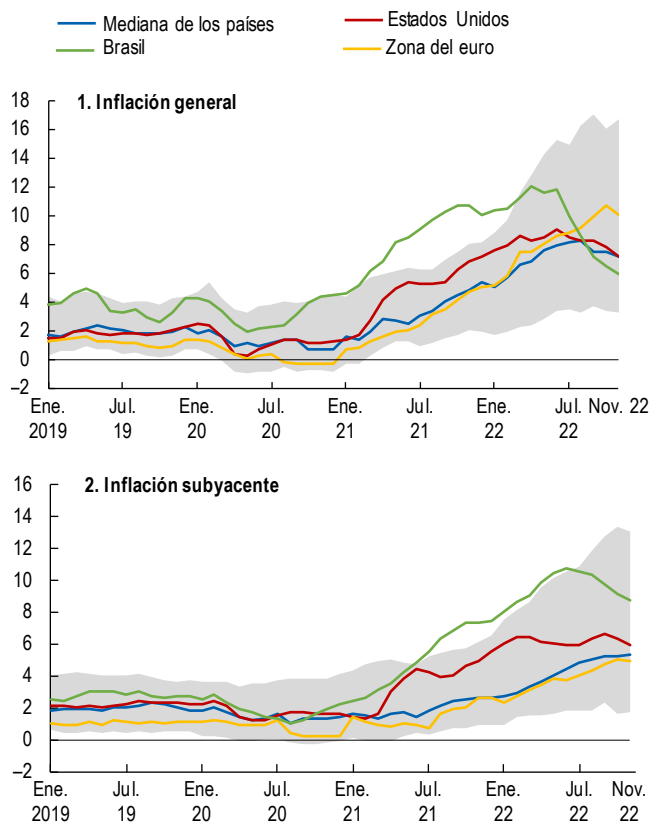 Mediana de los países
Estados Unidos
Brasil
Zona del euro
1. Inflación general
18
16
14
12
10
8
6
4
2
0
–2
Ene. Jul. Ene. Jul. Ene. Jul. Ene. Jul. Nov. 22
2019 19 20 20 21 21 22 22
2. Inflación subyacente
16
14
12
10
8
6
4
2
0
–2
Ene. Jul. Ene. Jul. Ene. Jul. Ene. Jul. Nov.
2019 19 20 20 21 21 22 22 22